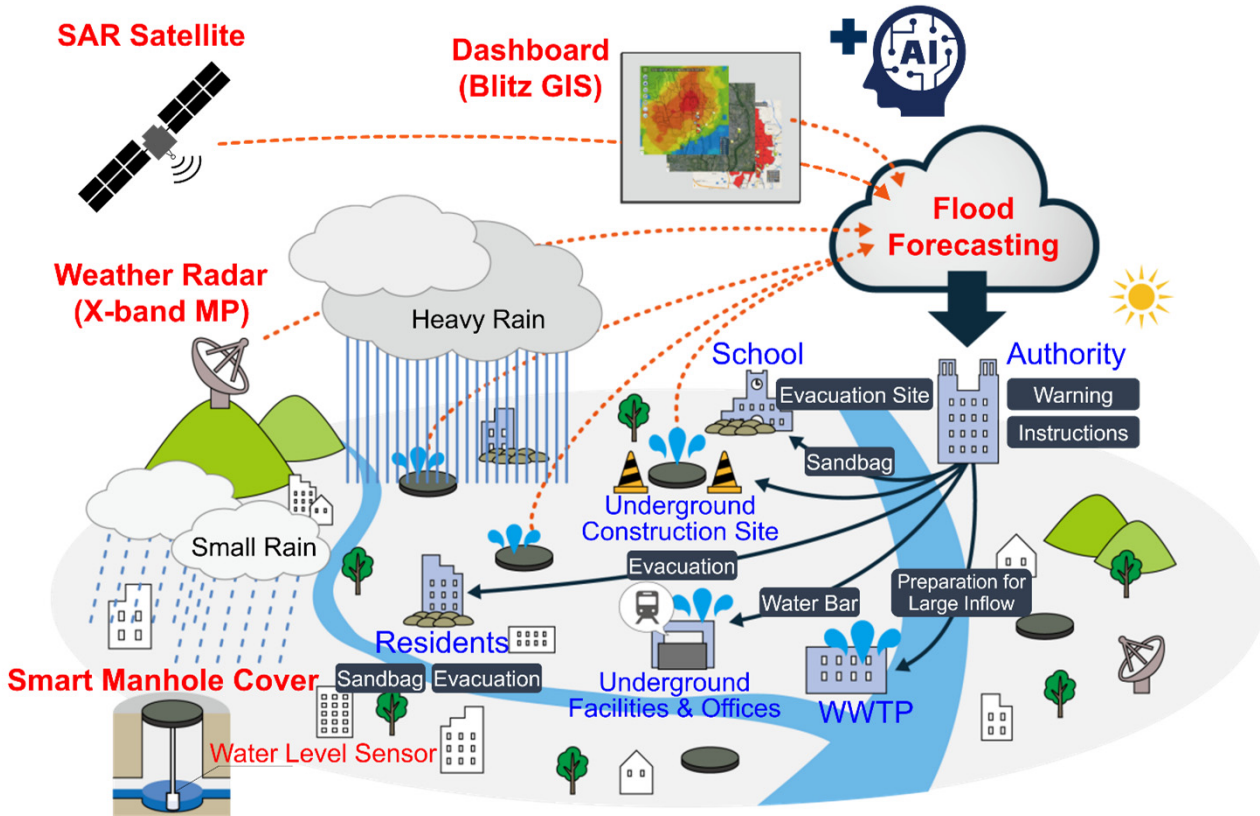 SAR Satellite
Dashboard
(Blitz GIS)
AI
Flood
Forecasting
Weather Radar
(X-band MP)
Heavy Rain
School
Authority
Evacuation Site
Warning
Instructions
Sandbag
Underground
Construction Site
Small Rain
Evacuation
Preparation for
Large Inflow
Water Bar
Residents
Smart Manhole Cover
Sandbag
Evacuation
Underground
Facilities & Offices
WWTP
Water Level Sensor